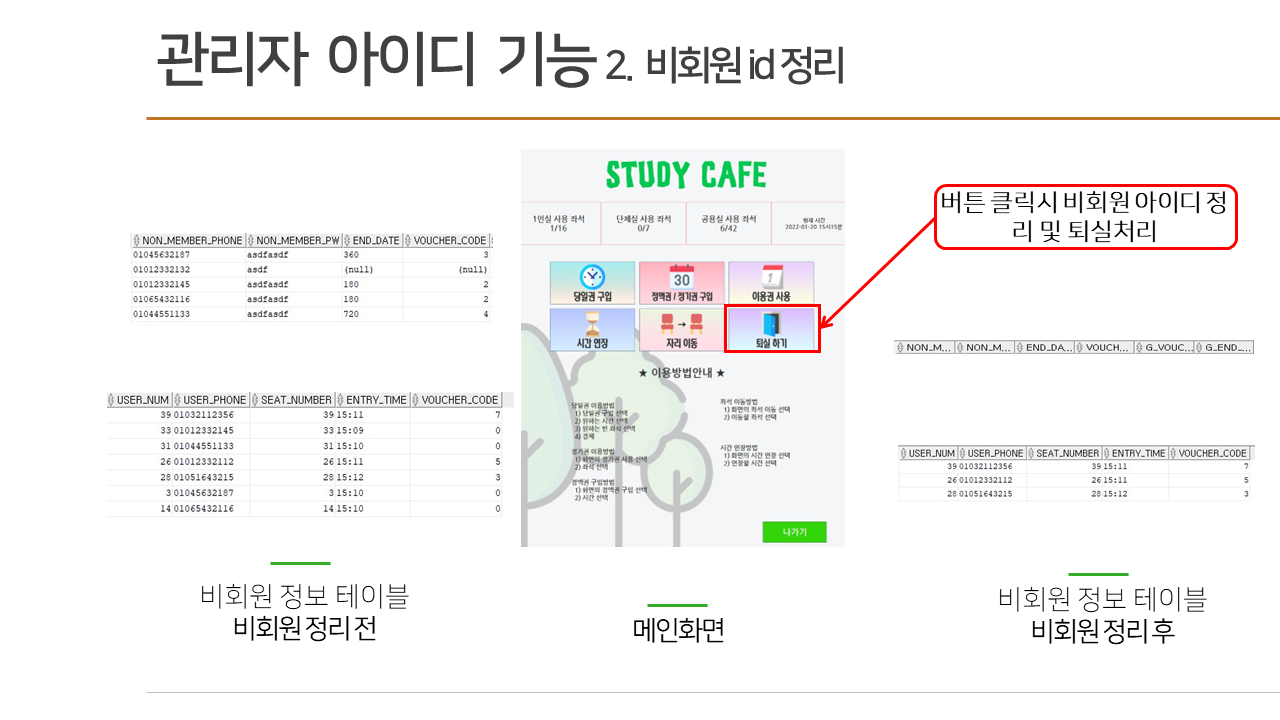 관리자 아이디 기능 2. 비회원 id 정리
NON_MEMBER_PHONE NON_MEMBER_PW END_DATE VOUCHER_CODE
01045632187 asdfasdf 360 3
01012332132 asdf (null) (null)
01012332145 asdfasdf 180 2
01065432116 asdfasdf 180 2
01044551133 asdfasdf 720 4
USER_NUM USER_PHONE SEAT_NUMBER ENTRY_TIME VOUCHER_CODE
39 01032112356 39 15:11 7
33 01012332145 33 15:09 0
31 01044551133 31 15:10 0
26 01012332112 26 15:11 5
28 01051643215 28 15:12 3
3 01045632187 3 15:10 0
14 01065432116 14 15:10 0
비회원 정보 테이블
비회원 정리 전
STUDY CAFE
1인실 사용 좌석
1/16
단체실 사용 좌석
0/7
공용실 사용 좌석
6/42
현재 시간
2022-01-20 15시15분
당일권 구입
30
정액권 / 정기권 구입
1
이용권 사용
시간 연장
자리 이동
퇴실 하기
★ 이용방법안내 ★
당일권 이용방법
1) 당일권 구입 선택
2) 원하는 시간 선택
3) 원하는 빈 좌석 선택
4) 결제
정기권 이용방법
1) 화면의 정기권 사용 선택
2) 좌석 선택
정액권 구입방법
1) 화면의 정액권 구입 선택
2) 시간 선택
좌석 이동방법
1) 화면의 좌석 이동 선택
2) 이동할 좌석 선택
시간 연장방법
1) 화면의 시간 연장 선택
2) 연장할 시간 선택
나가기
메인화면
버튼 클릭시 비회원 아이디 정
리 및 퇴실처리
NON_M... NON_M... END_DA... VOUCH... G_VOUC... G_END_...
USER_NUM USER_PHONE SEAT_NUMBER ENTRY_TIME VOUCHER_CODE
39 01032112356 39 15:11 7
26 01012332112 26 15:11 5
28 01051643215 28 15:12 3
비회원 정보 테이블
비회원 정리 후